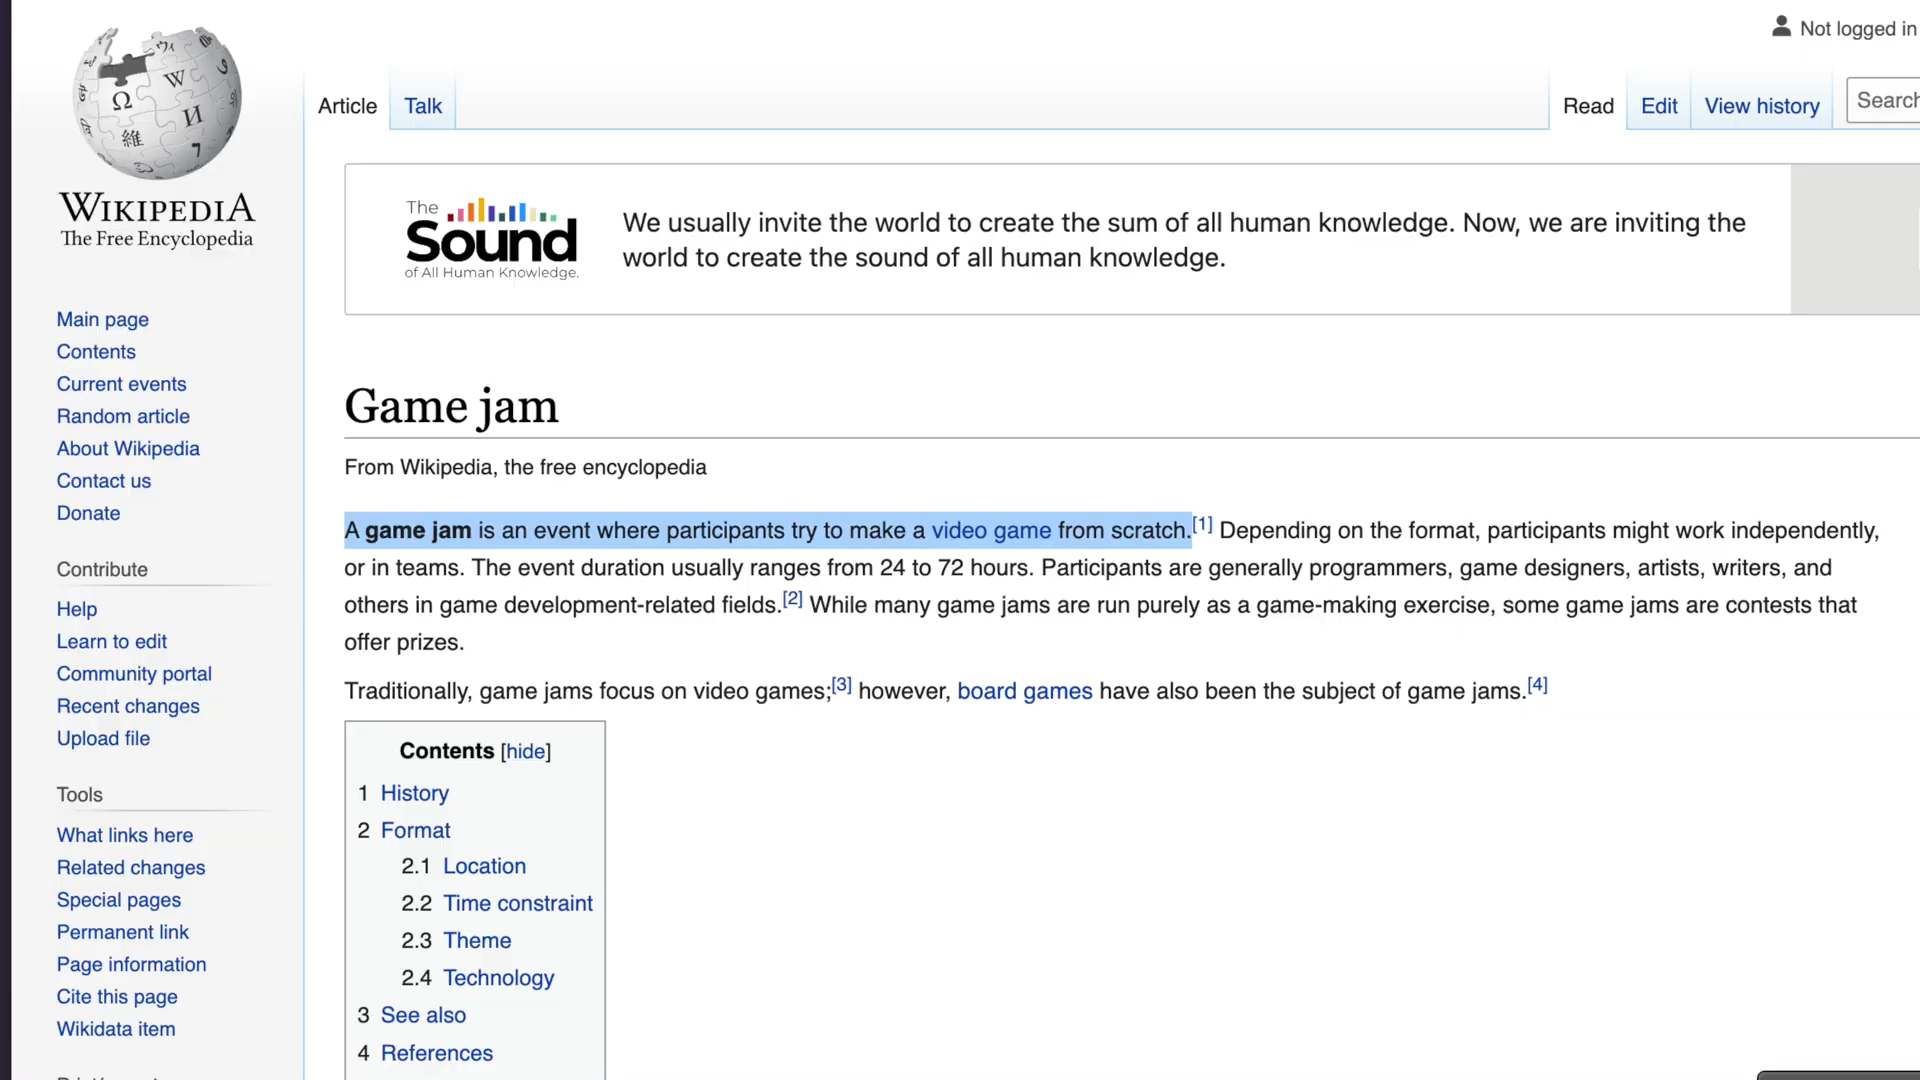 Not logged in
Article
Talk
Read
Edit
View history
Search
WIKIPEDIA
The Free Encyclopedia
The
Sound
of All Human Knowledge.
We usually invite the world to create the sum of all human knowledge. Now, we are inviting the
world to create the sound of all human knowledge.
Main page
Contents
Current events
Random article
About Wikipedia
Contact us
Donate
Contribute
Help
Learn to edit
Community portal
Recent changes
Upload file
Tools
What links here
Related changes
Special pages
Permanent link
Page information
Cite this page
Wikidata item
Game jam
From Wikipedia, the free encyclopedia
A game jam is an event where participants try to make a video game from scratch.[1] Depending on the format, participants might work independently,
or in teams. The event duration usually ranges from 24 to 72 hours. Participants are generally programmers, game designers, artists, writers, and
others in game development-related fields.[2] While many game jams are run purely as a game-making exercise, some game jams are contests that
offer prizes.
Traditionally, game jams focus on video games;[3] however, board games have also been the subject of game jams.[4]
Contents [hide]
1 History
2 Format
2.1 Location
2.2 Time constraint
2.3 Theme
2.4 Technology
3 See also
4 References